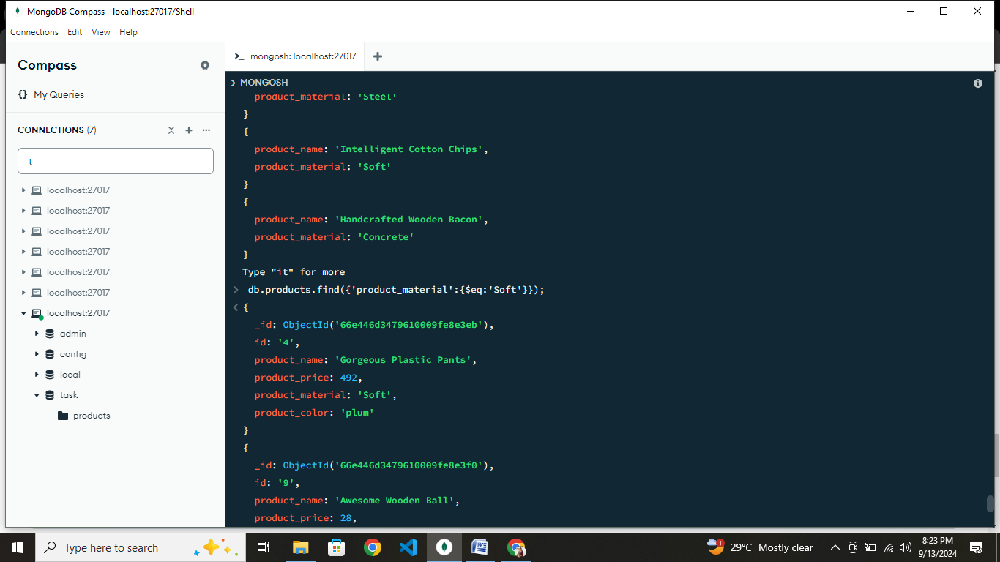 MongoDB Compass - localhost:27017/Shell
Connections Edit View Help
Compass
My Queries
CONNECTIONS (7)
t
localhost:27017
localhost:27017
localhost:27017
localhost:27017
localhost:27017
localhost:27017
localhost:27017
admin
config
local
task
products
>_ mongosh: localhost:27017
>_MONGOSH
product_material: 'Steel'
}
{
product_name: 'Intelligent Cotton Chips',
product_material: 'Soft'
}
{
product_name: 'Handcrafted Wooden Bacon',
product_material: 'Concrete'
}
Type "it" for more
> db.products.find({'product_material':{$eq:'Soft'}});
< {
_id: ObjectId('66e446d3479610009fe8e3eb'),
id: '4',
product_name: 'Gorgeous Plastic Pants',
product_price: 492,
product_material: 'Soft',
product_color: 'plum'
}
{
_id: ObjectId('66e446d3479610009fe8e3f0'),
id: '9',
product_name: 'Awesome Wooden Ball',
product_price: 28,
Type here to search
1
29°C Mostly clear
8:23 PM
9/13/2024